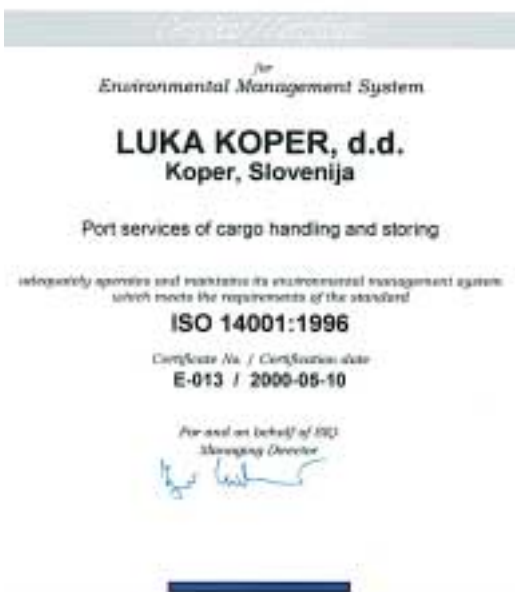 for
Environmental Management System
LUKA KOPER, d.d.
Koper, Slovenija
Port services of cargo handling and storing
adequately operates and maintains its environmental management system
which meets the requirements of the standard
ISO 14001:1996
Certificate No. / Certification date
E-013 / 2000-05-10
For and on behalf of SIQ
Managing Director